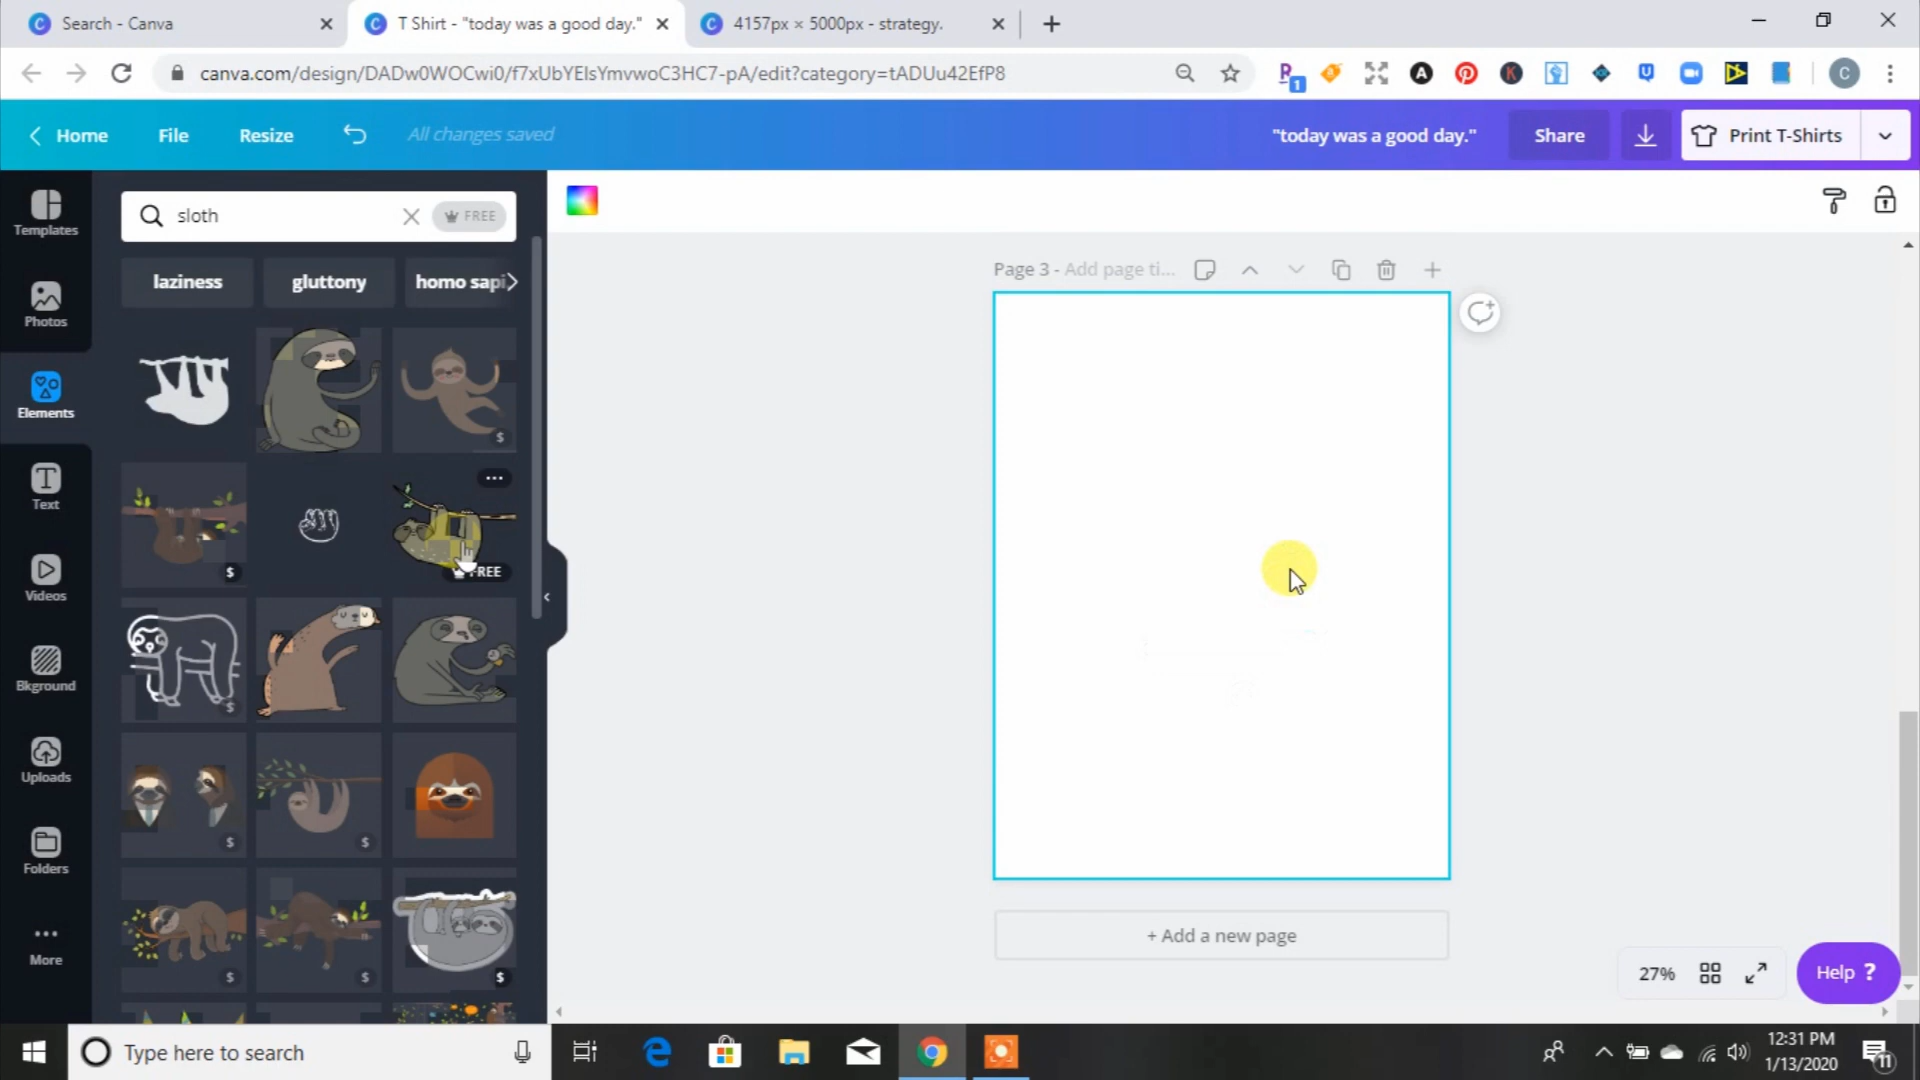 Search - Canva
T Shirt - "today was a good day."
4157px × 5000px - strategy.
canva.com/design/DADw0WOCwi0/f7xUbYElsYmvwoC3HC7-pA/edit?category=tADUu42EfP8
1
C
Home
File
Resize
All changes saved
"today was a good day."
Share
Print T-Shirts
Templates
Photos
Elements
Text
Videos
Bkground
Uploads
Folders
More
sloth
FREE
laziness
gluttony
homo sapi
$
$
FREE
$
$
$
$
$
$
Page 3 - Add page ti...
+ Add a new page
27%
Help ?
Type here to search
12:31 PM
1/13/2020
11